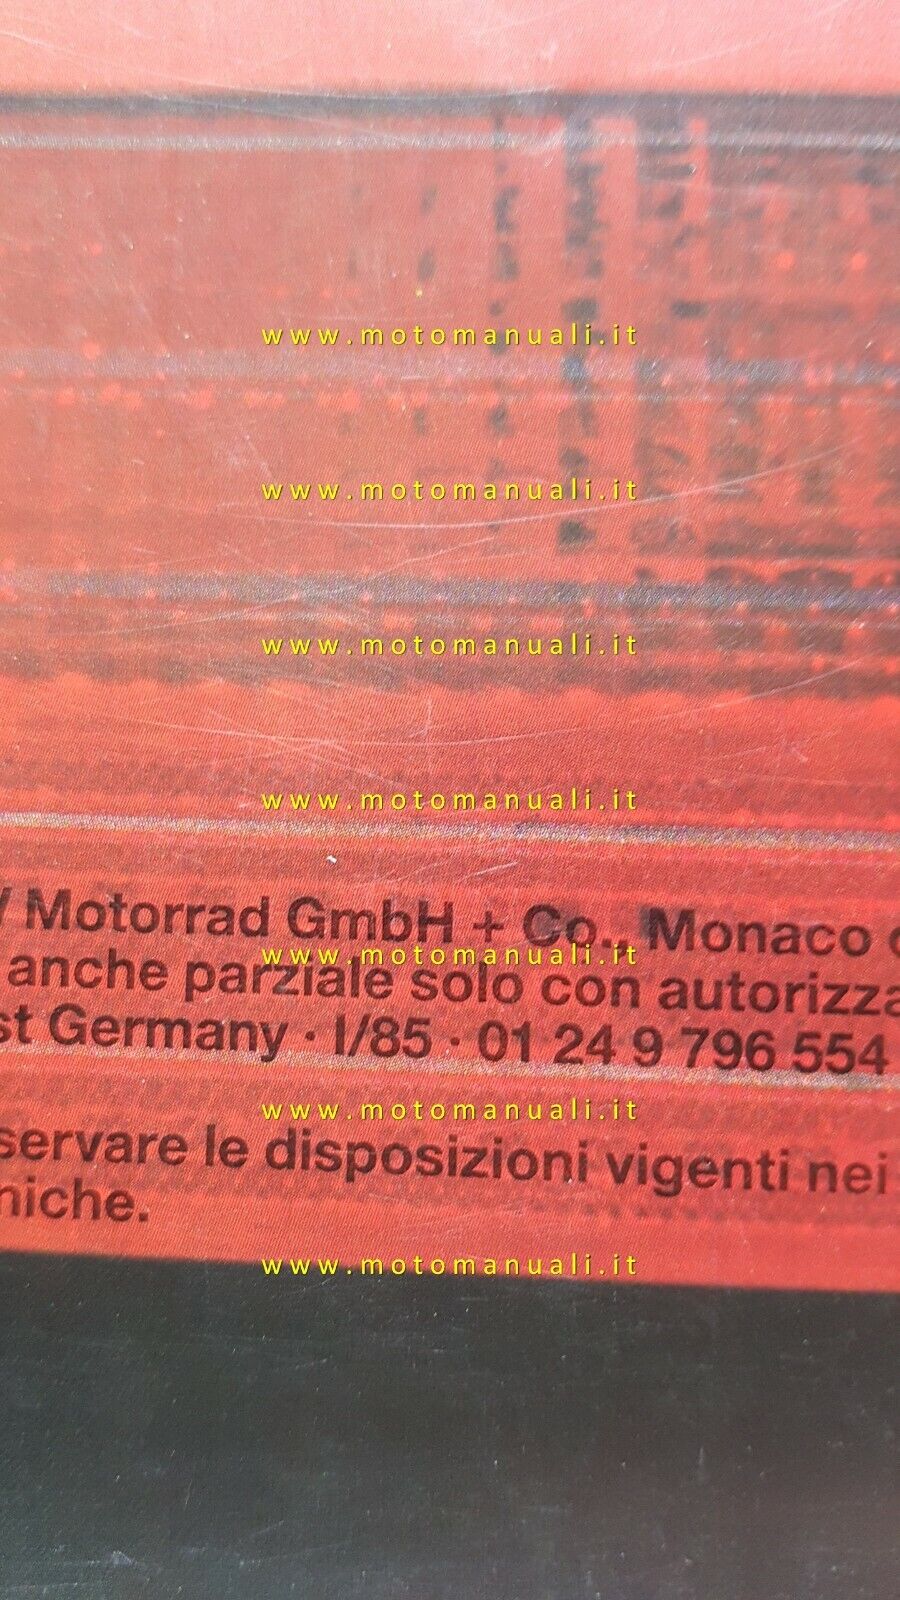 www.motomanuali.it
www.motomanuali.it
www.motomanuali.it
www.motomanuali.it
Motorrad GmbH + Co., Monaco
www.motomanuali.it
anche parziale solo con autorizza
st Germany · I/85 · 01 24 9 796 554
www.motomanuali.it
servare le disposizioni vigenti nei
niche.
www.motomanuali.it